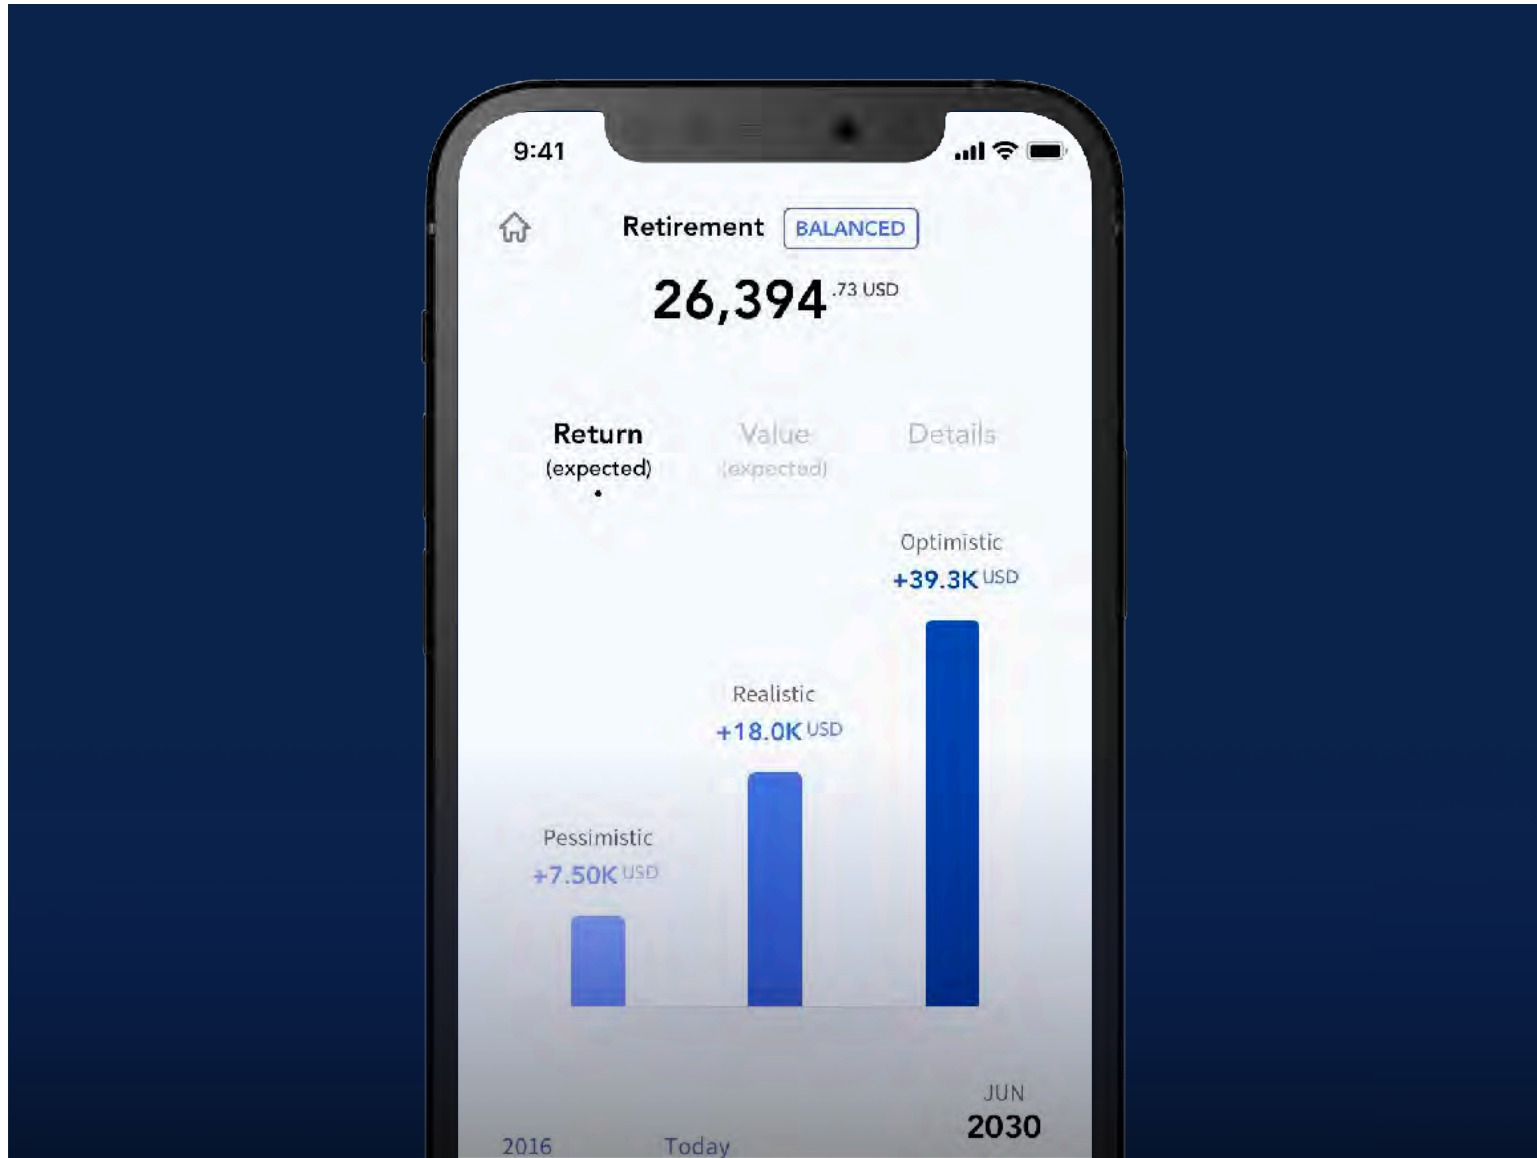 9:41
Retirement BALANCED
26,394.73 USD
Return Value Details
(expected) (expected)
Optimistic
+39.3K USD
Realistic
+18.0K USD
Pessimistic
+7.50K USD
JUN
2030
2016 Today